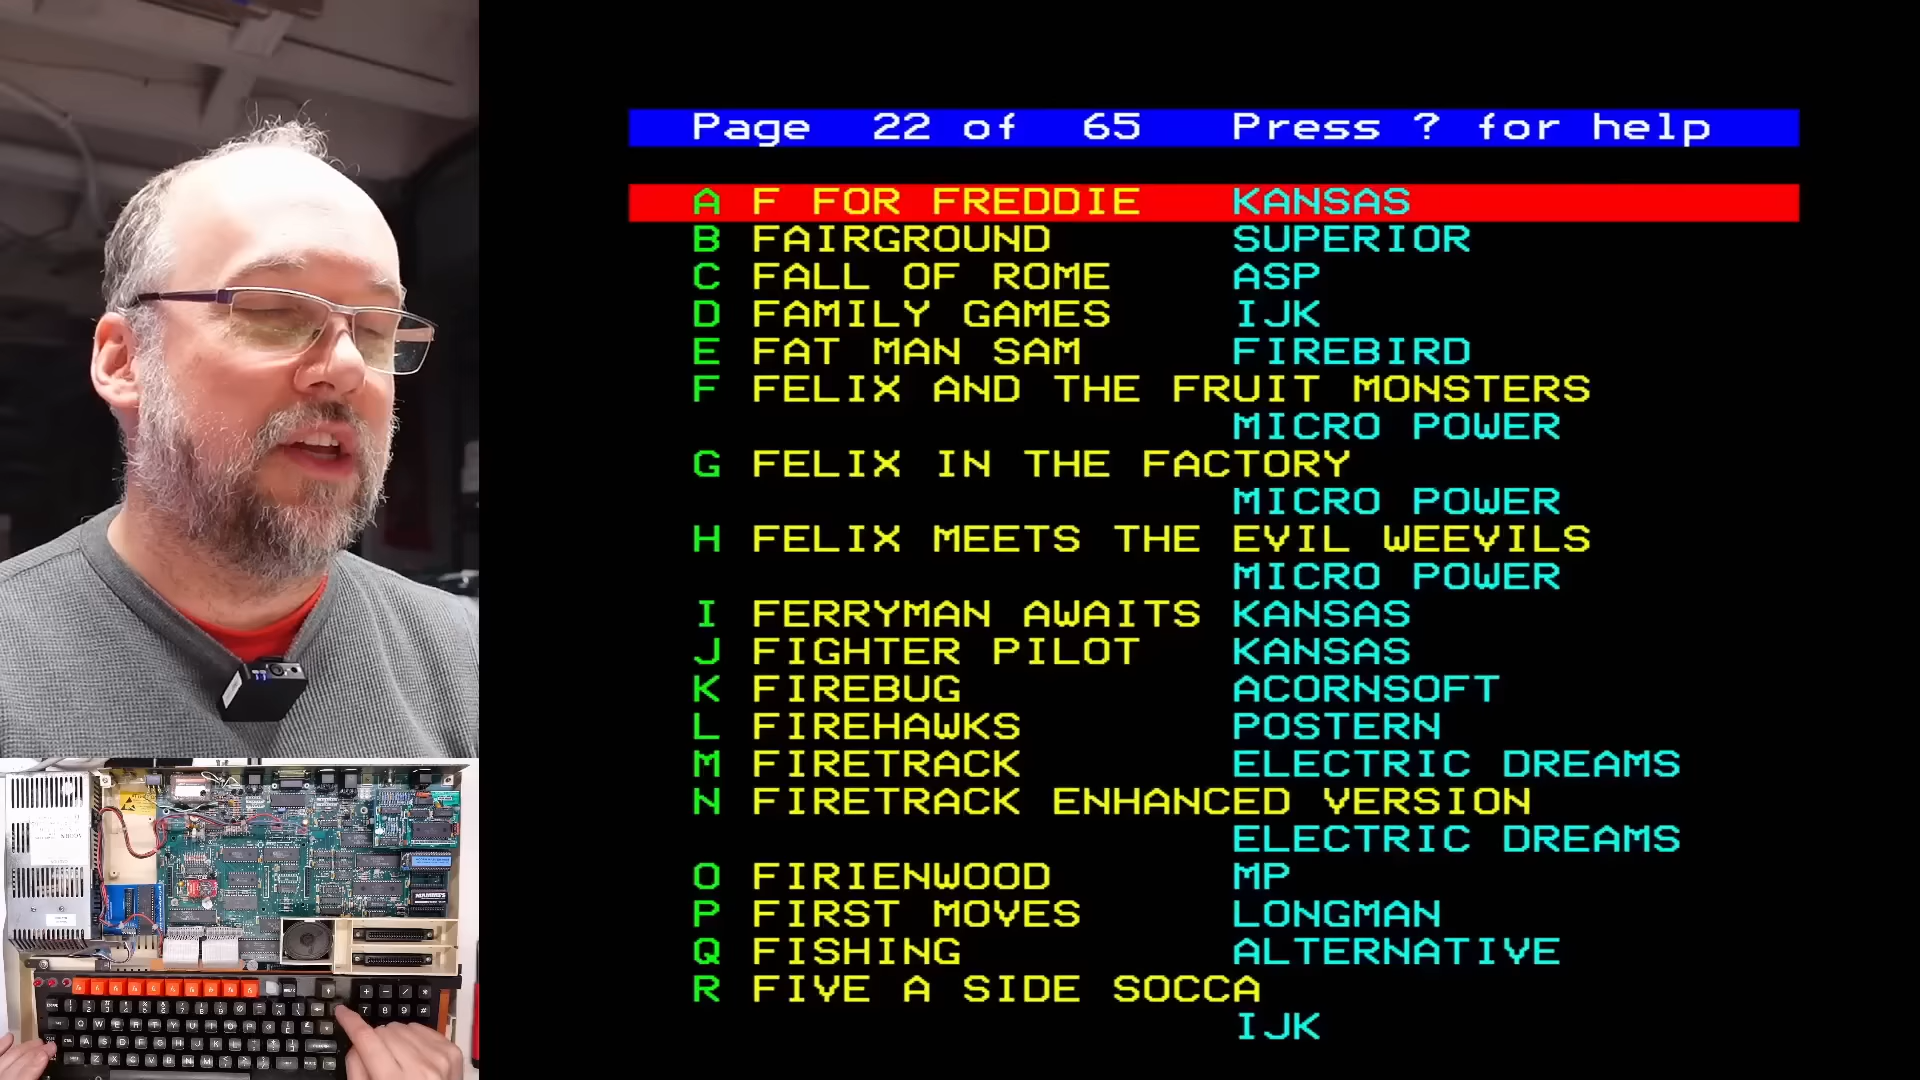 Page 22 of 65 Press ? for help
A F FOR FREDDIE KANSAS
B FAIRGROUND SUPERIOR
C FALL OF ROME ASP
D FAMILY GAMES IJK
E FAT MAN SAM FIREBIRD
F FELIX AND THE FRUIT MONSTERS
MICRO POWER
G FELIX IN THE FACTORY
MICRO POWER
H FELIX MEETS THE EVIL WEEVILS
MICRO POWER
I FERRYMAN AWAITS KANSAS
J FIGHTER PILOT KANSAS
K FIREBUG ACORNSOFT
L FIREHAWKS POSTERN
M FIRETRACK ELECTRIC DREAMS
N FIRETRACK ENHANCED VERSION
ELECTRIC DREAMS
O FIRIENWOOD MP
P FIRST MOVES LONGMAN
Q FISHING ALTERNATIVE
R FIVE A SIDE SOCCA
IJK